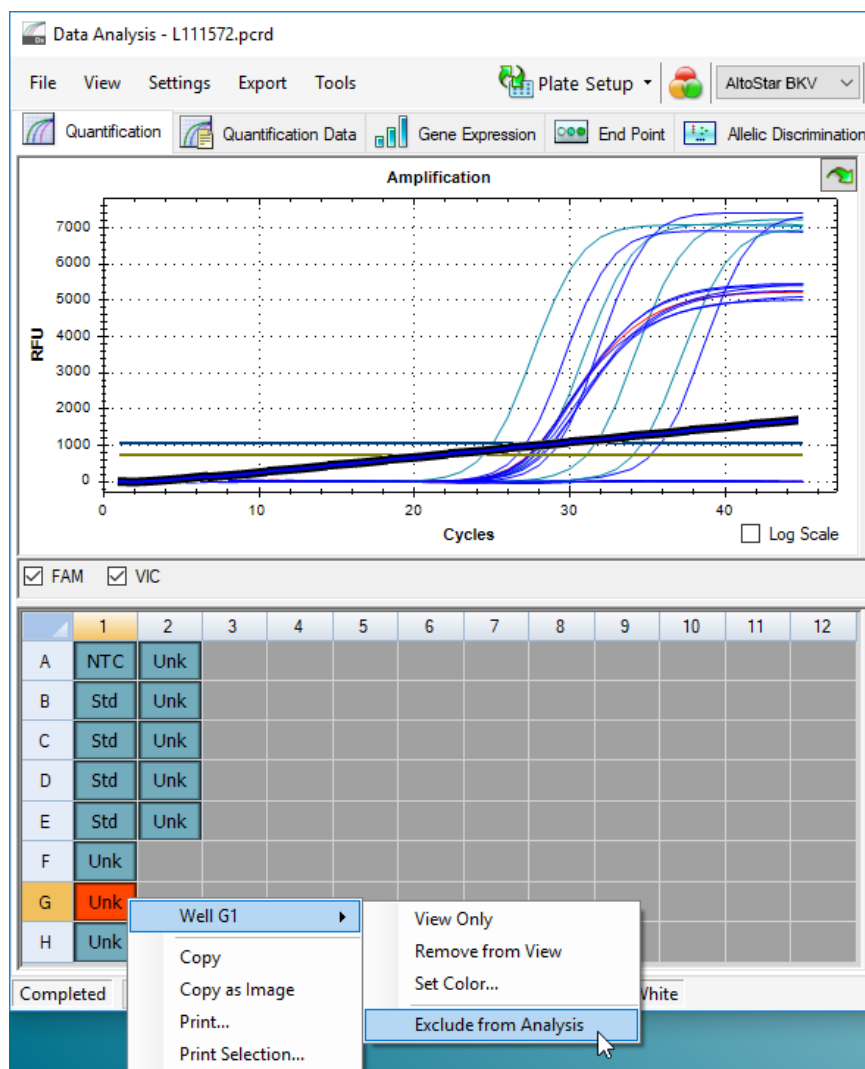 Data Analysis - L111572.pcrd
File View Settings Export Tools Plate Setup AltoStar BKV
Quantification Quantification Data Gene Expression End Point Allelic Discrimination
Amplification
7000
6000
5000
4000
3000
2000
1000
0
RFU
0 10 20 30 40
Cycles
Log Scale
FAM VIC
1 2 3 4 5 6 7 8 9 10 11 12
A NTC Unk
B Std Unk
C Std Unk
D Std Unk
E Std Unk
F Unk
G Unk
H Unk
Well G1
Copy
Copy as Image
Print...
Print Selection...
View Only
Remove from View
Set Color...
Exclude from Analysis
Completed